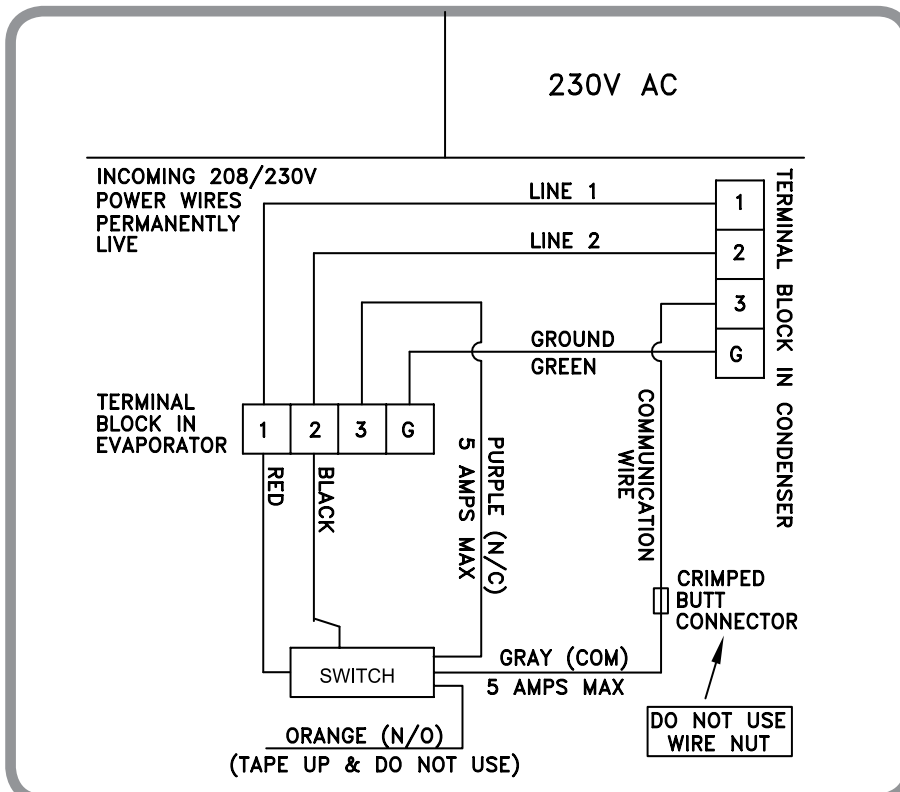 230V AC
INCOMING 208/230V
POWER WIRES
PERMANENTLY
LIVE
LINE 1
LINE 2
1
2
3
G
TERMINAL BLOCK IN CONDENSER
GROUND
GREEN
TERMINAL
BLOCK IN
EVAPORATOR
1 2 3 G
RED
BLACK
PURPLE (N/C)
5 AMPS MAX
COMMUNICATION
WIRE
CRIMPED
BUTT
CONNECTOR
SWITCH
GRAY (COM)
5 AMPS MAX
ORANGE (N/O)
(TAPE UP & DO NOT USE)
DO NOT USE
WIRE NUT